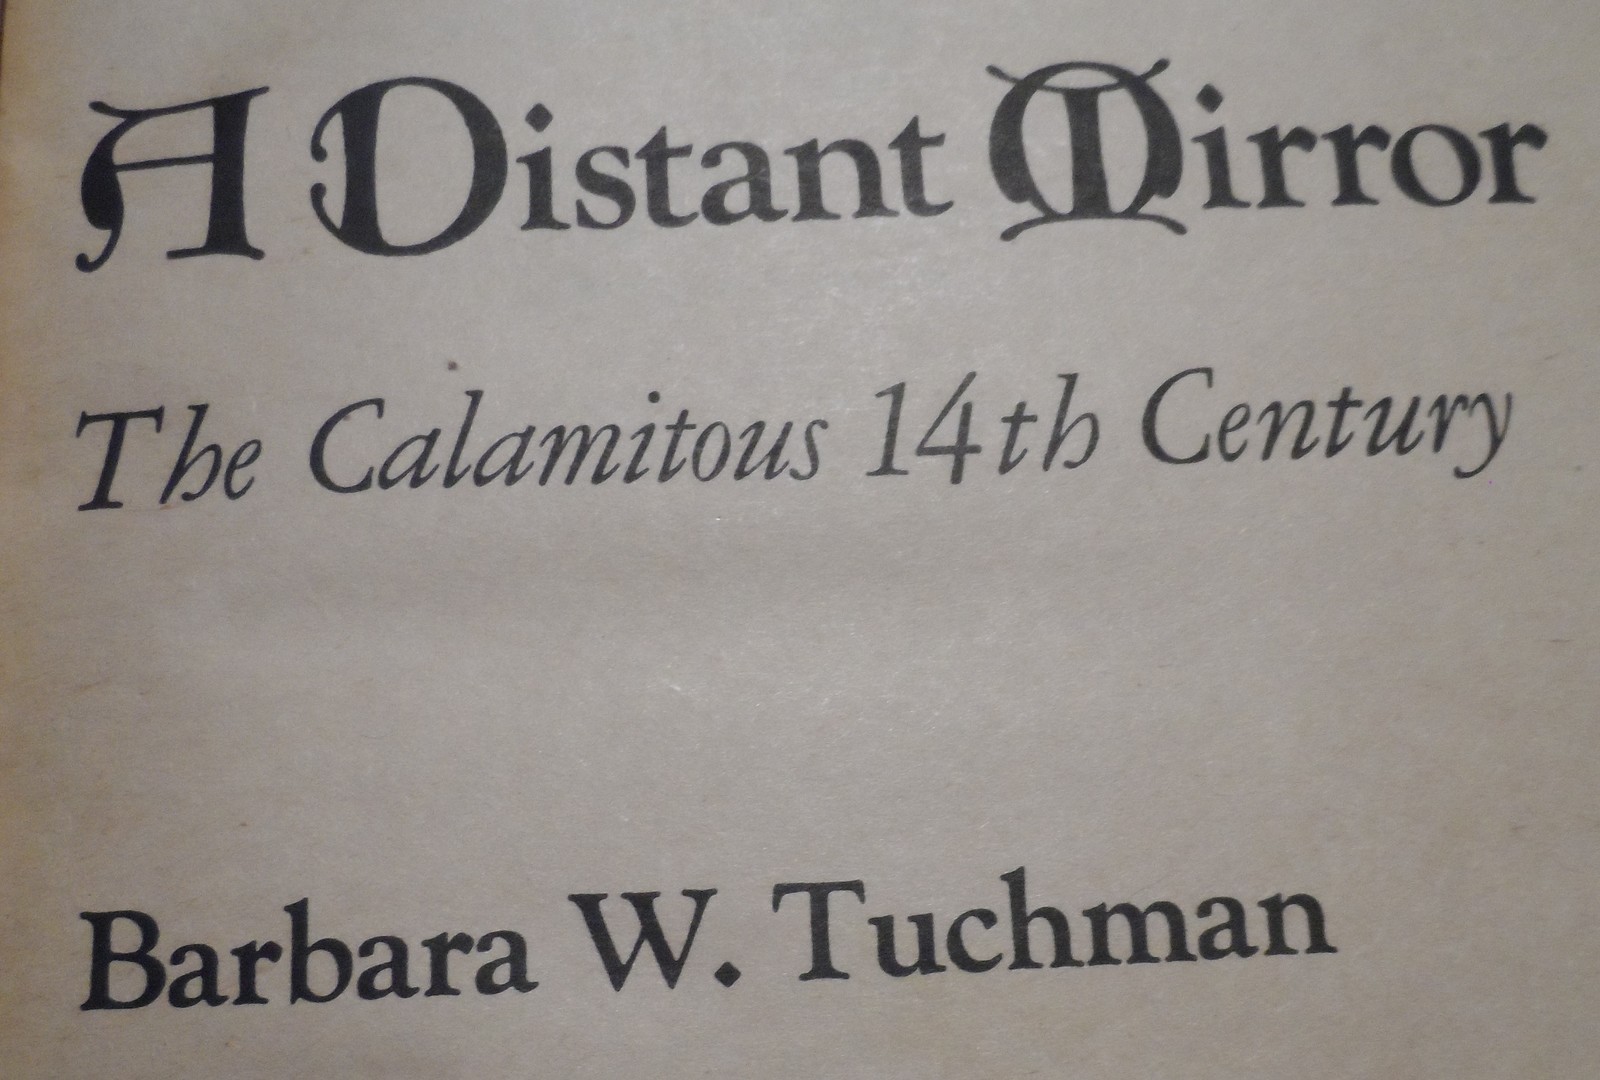 A Distant Mirror
The Calamitous 14th Century
Barbara W. Tuchman